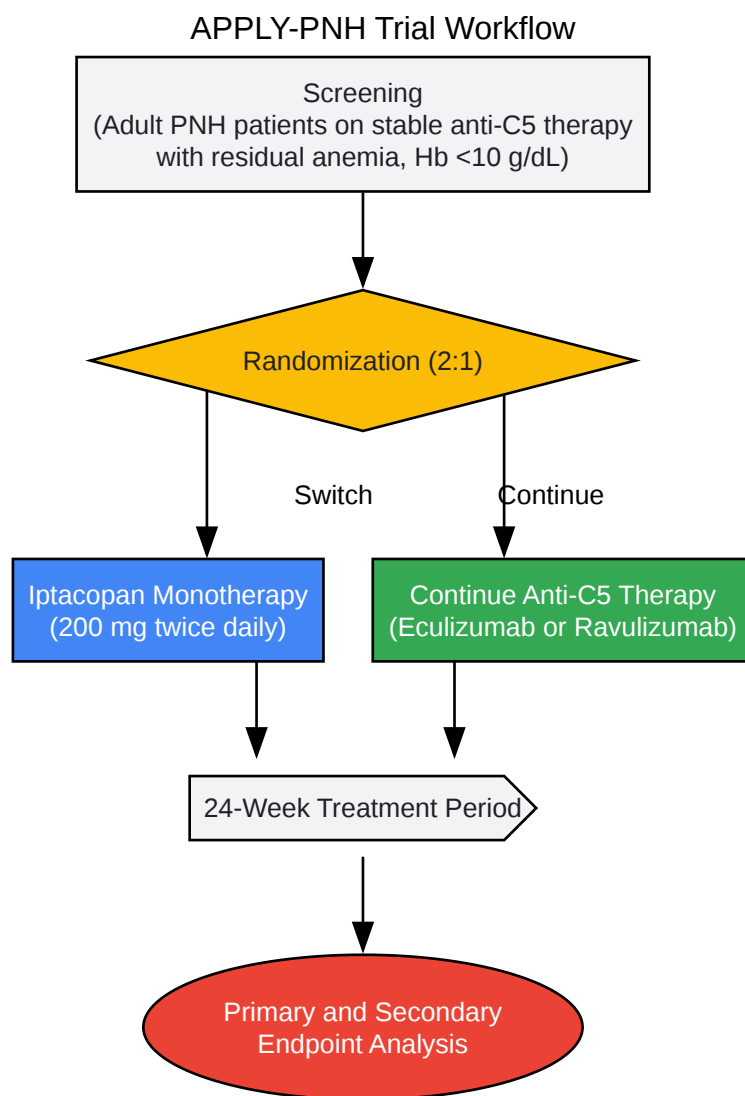 APPLY-PNH Trial Workflow
Screening
(Adult PNH patients on stable anti-C5 therapy
with residual anemia, Hb <10 g/dL)
Randomization (2:1)
Switch
Continue
Iptacopan Monotherapy
(200 mg twice daily)
Continue Anti-C5 Therapy
(Eculizumab or Ravulizumab)
24-Week Treatment Period
Primary and Secondary
Endpoint Analysis